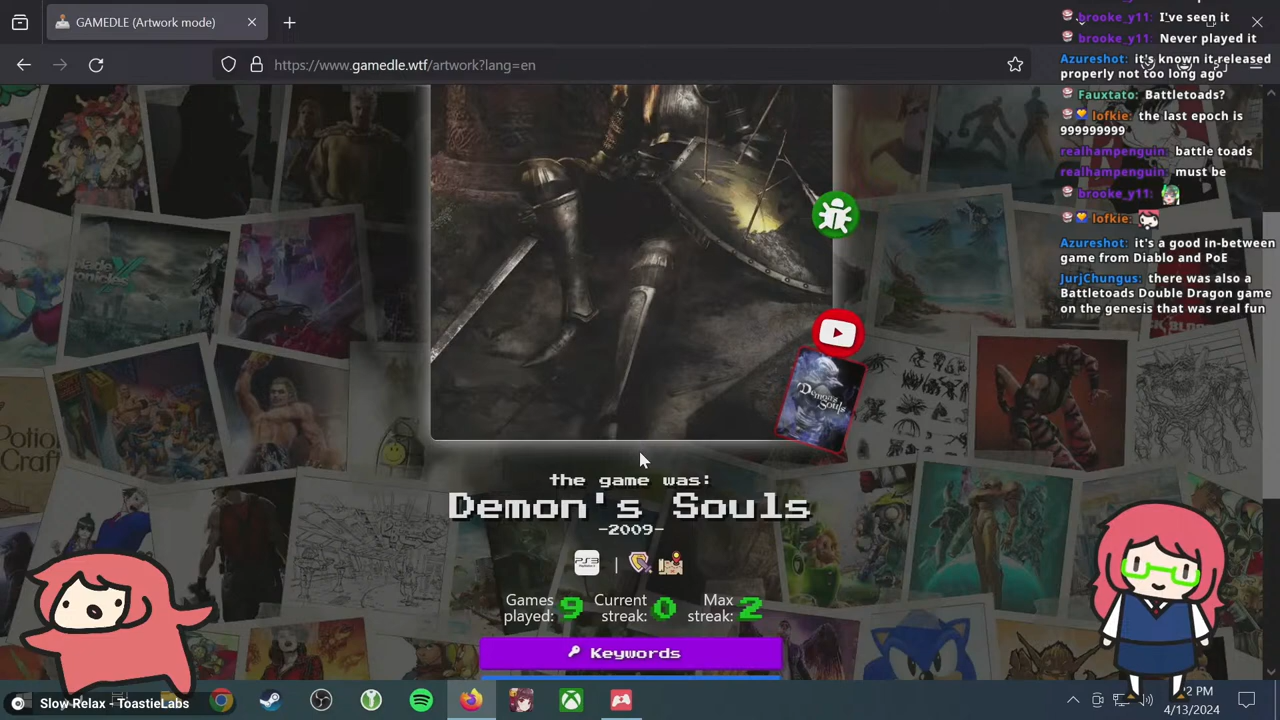 GAMEDLE (Artwork mode)
https://www.gamedle.wtf/artwork?lang=en
brooke_y11: I've seen it
brooke_y11: Never played it
Azureshot: it's known it released
properly not too long ago
Fauxtato: Battletoads?
lofkie: the last epoch is
999999999
realhampenguin: battle toads
realhampenguin: must be
brooke_y11:
lofkie:
Azureshot: it's a good in-between
game from Diablo and PoE
JurjChungus: there was also a
Battletoads Double Dragon game
on the genesis that was real fun
Demon's
Souls
the game was:
Demon's Souls
-2009-
PS3
|
Games played: 9 Current streak: 0 Max streak: 2
Keywords
Slow Relax - ToastieLabs
2 PM
4/13/2024